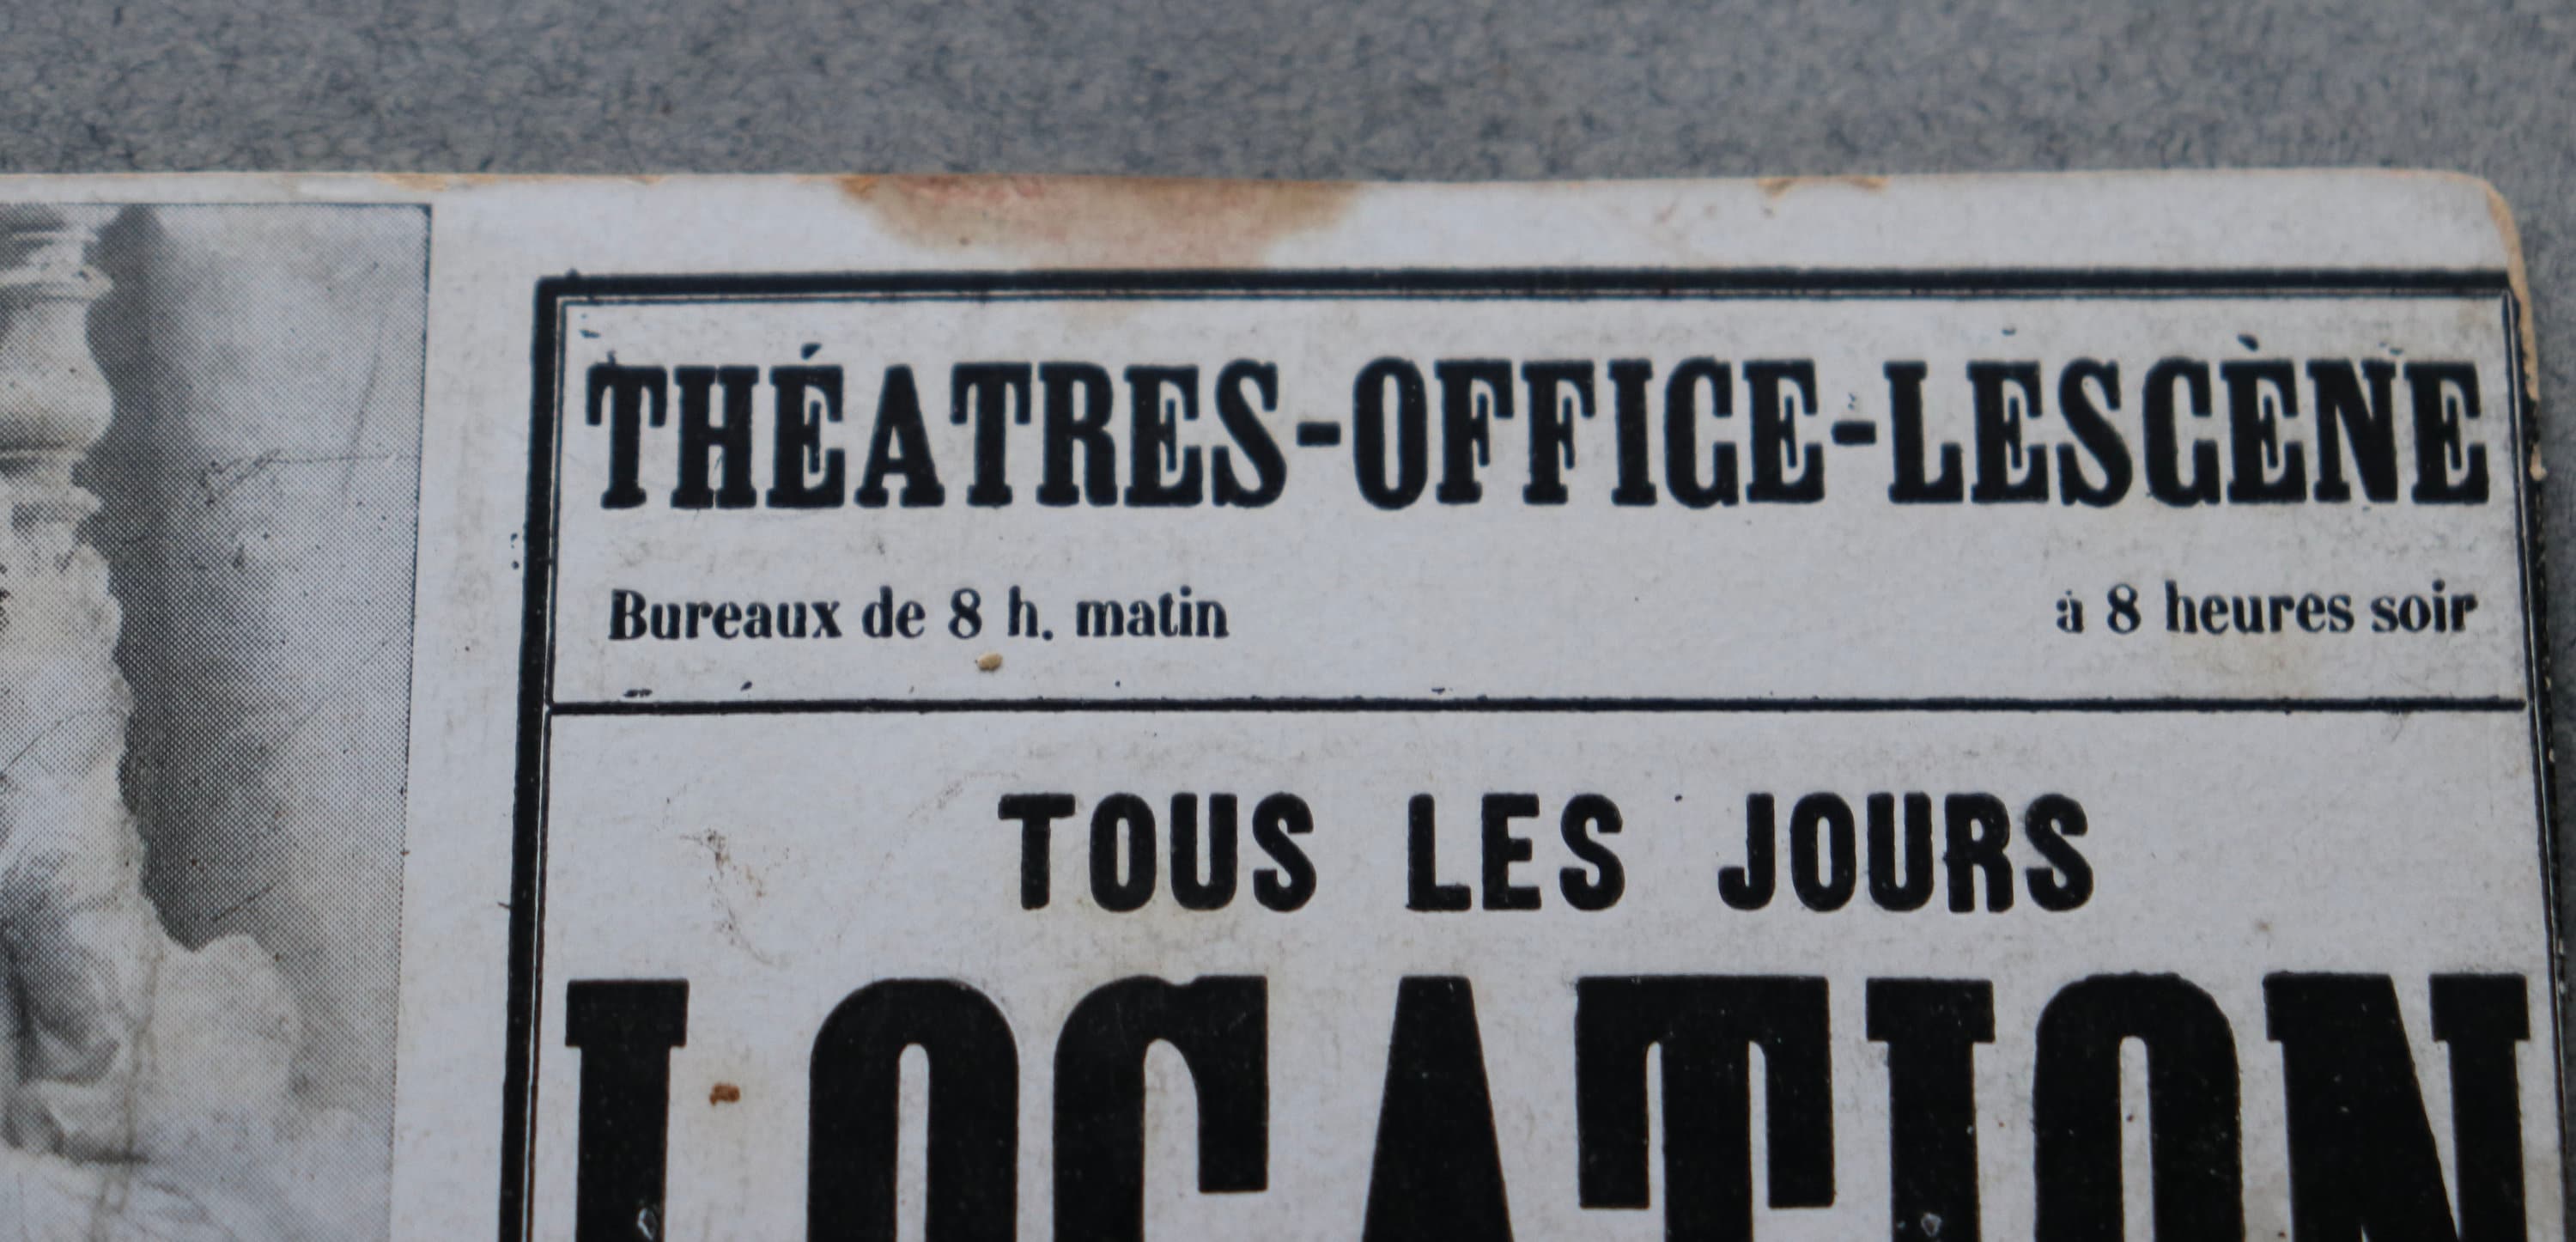 THÉATRES-OFFICE-LESCÈNE
Bureaux de 8 h. matin à 8 heures soir
TOUS LES JOURS
LOCATION